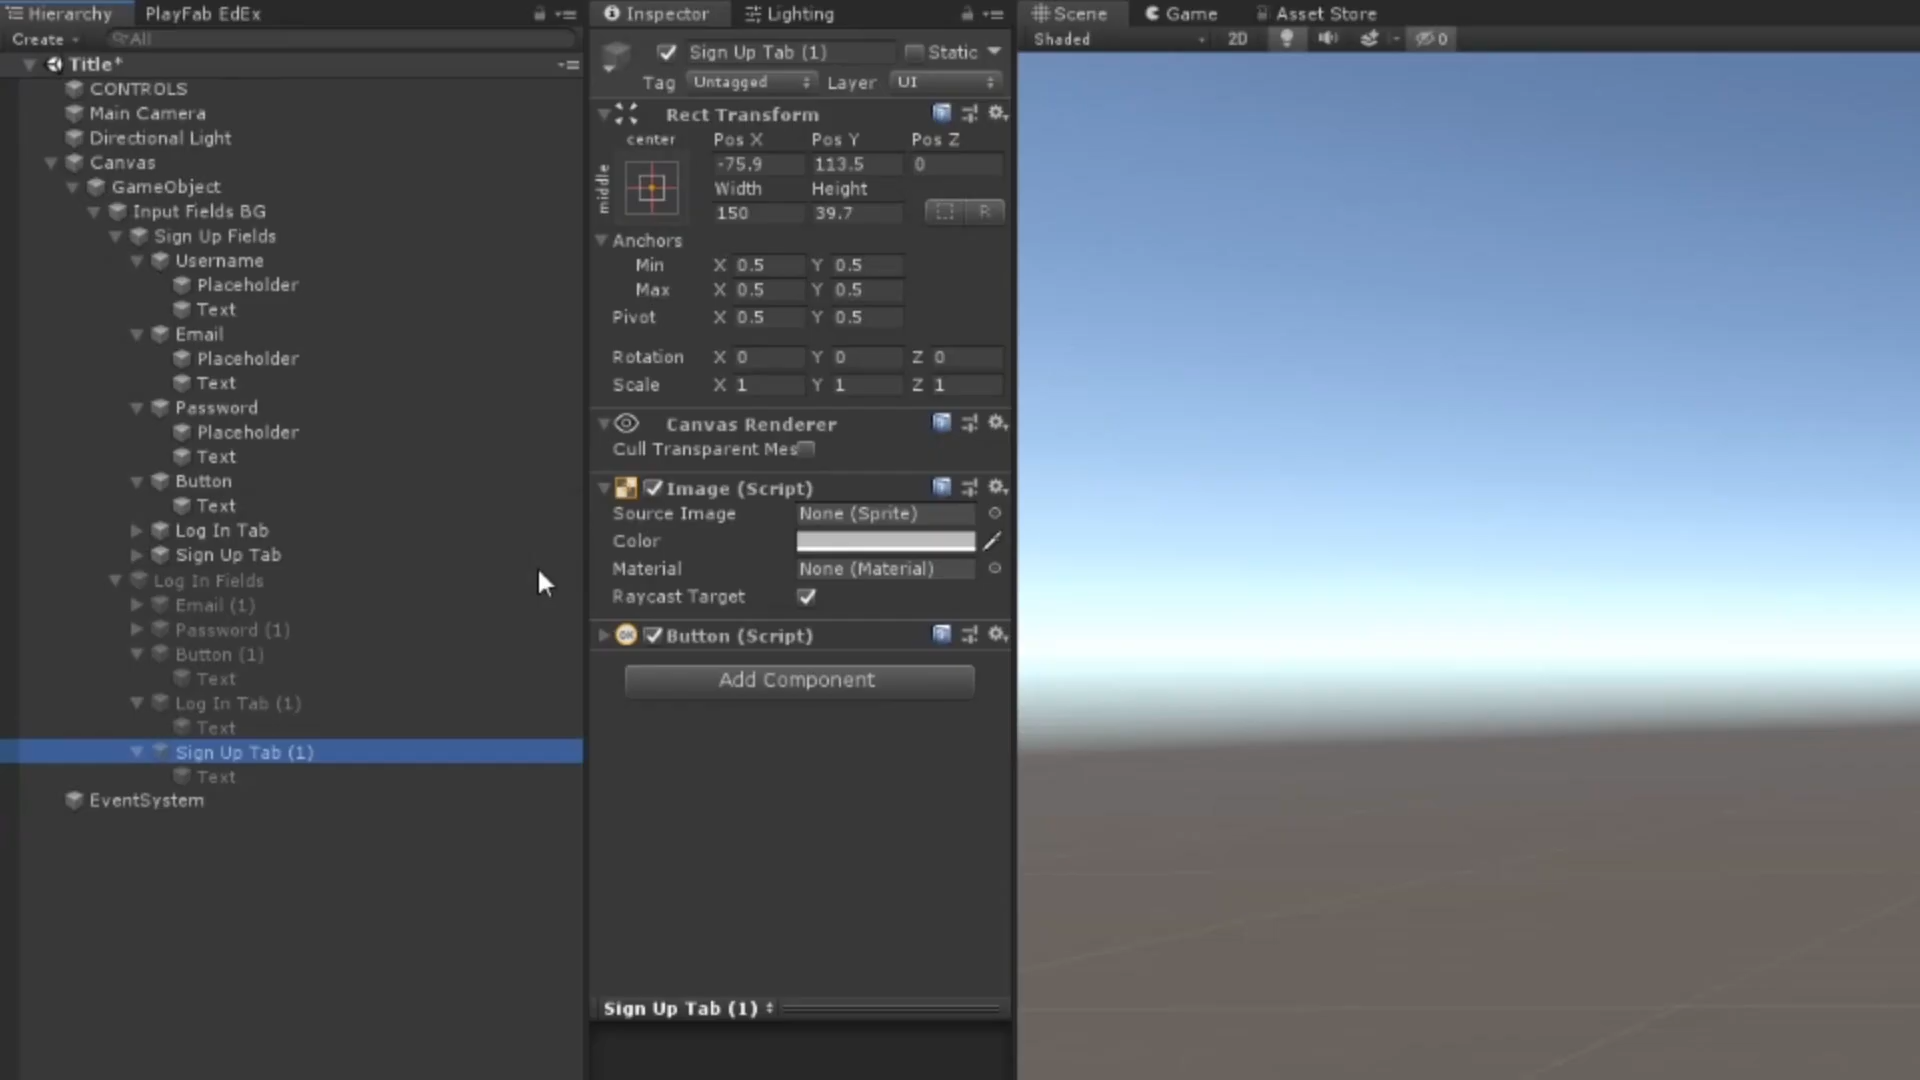 Hierarchy
PlayFab EdEx
Create
All
Title*
CONTROLS
Main Camera
Directional Light
Canvas
GameObject
Input Fields BG
Sign Up Fields
Username
Placeholder
Text
Email
Placeholder
Text
Password
Placeholder
Text
Button
Text
Log In Tab
Sign Up Tab
Log In Fields
Email (1)
Password (1)
Button (1)
Text
Log In Tab (1)
Text
Sign Up Tab (1)
Text
EventSystem
Inspector
Lighting
Sign Up Tab (1)
Static
Tag Untagged Layer UI
Rect Transform
center
middle
Pos X Pos Y Pos Z
-75.9 113.5 0
Width Height
150 39.7
R
Anchors
Min X 0.5 Y 0.5
Max X 0.5 Y 0.5
Pivot X 0.5 Y 0.5
Rotation X 0 Y 0 Z 0
Scale X 1 Y 1 Z 1
Canvas Renderer
Cull Transparent Mes
Image (Script)
Source Image None (Sprite)
Color
Material None (Material)
Raycast Target
OK
Button (Script)
Add Component
Sign Up Tab (1)
Scene
Game
Asset Store
Shaded
2D
0